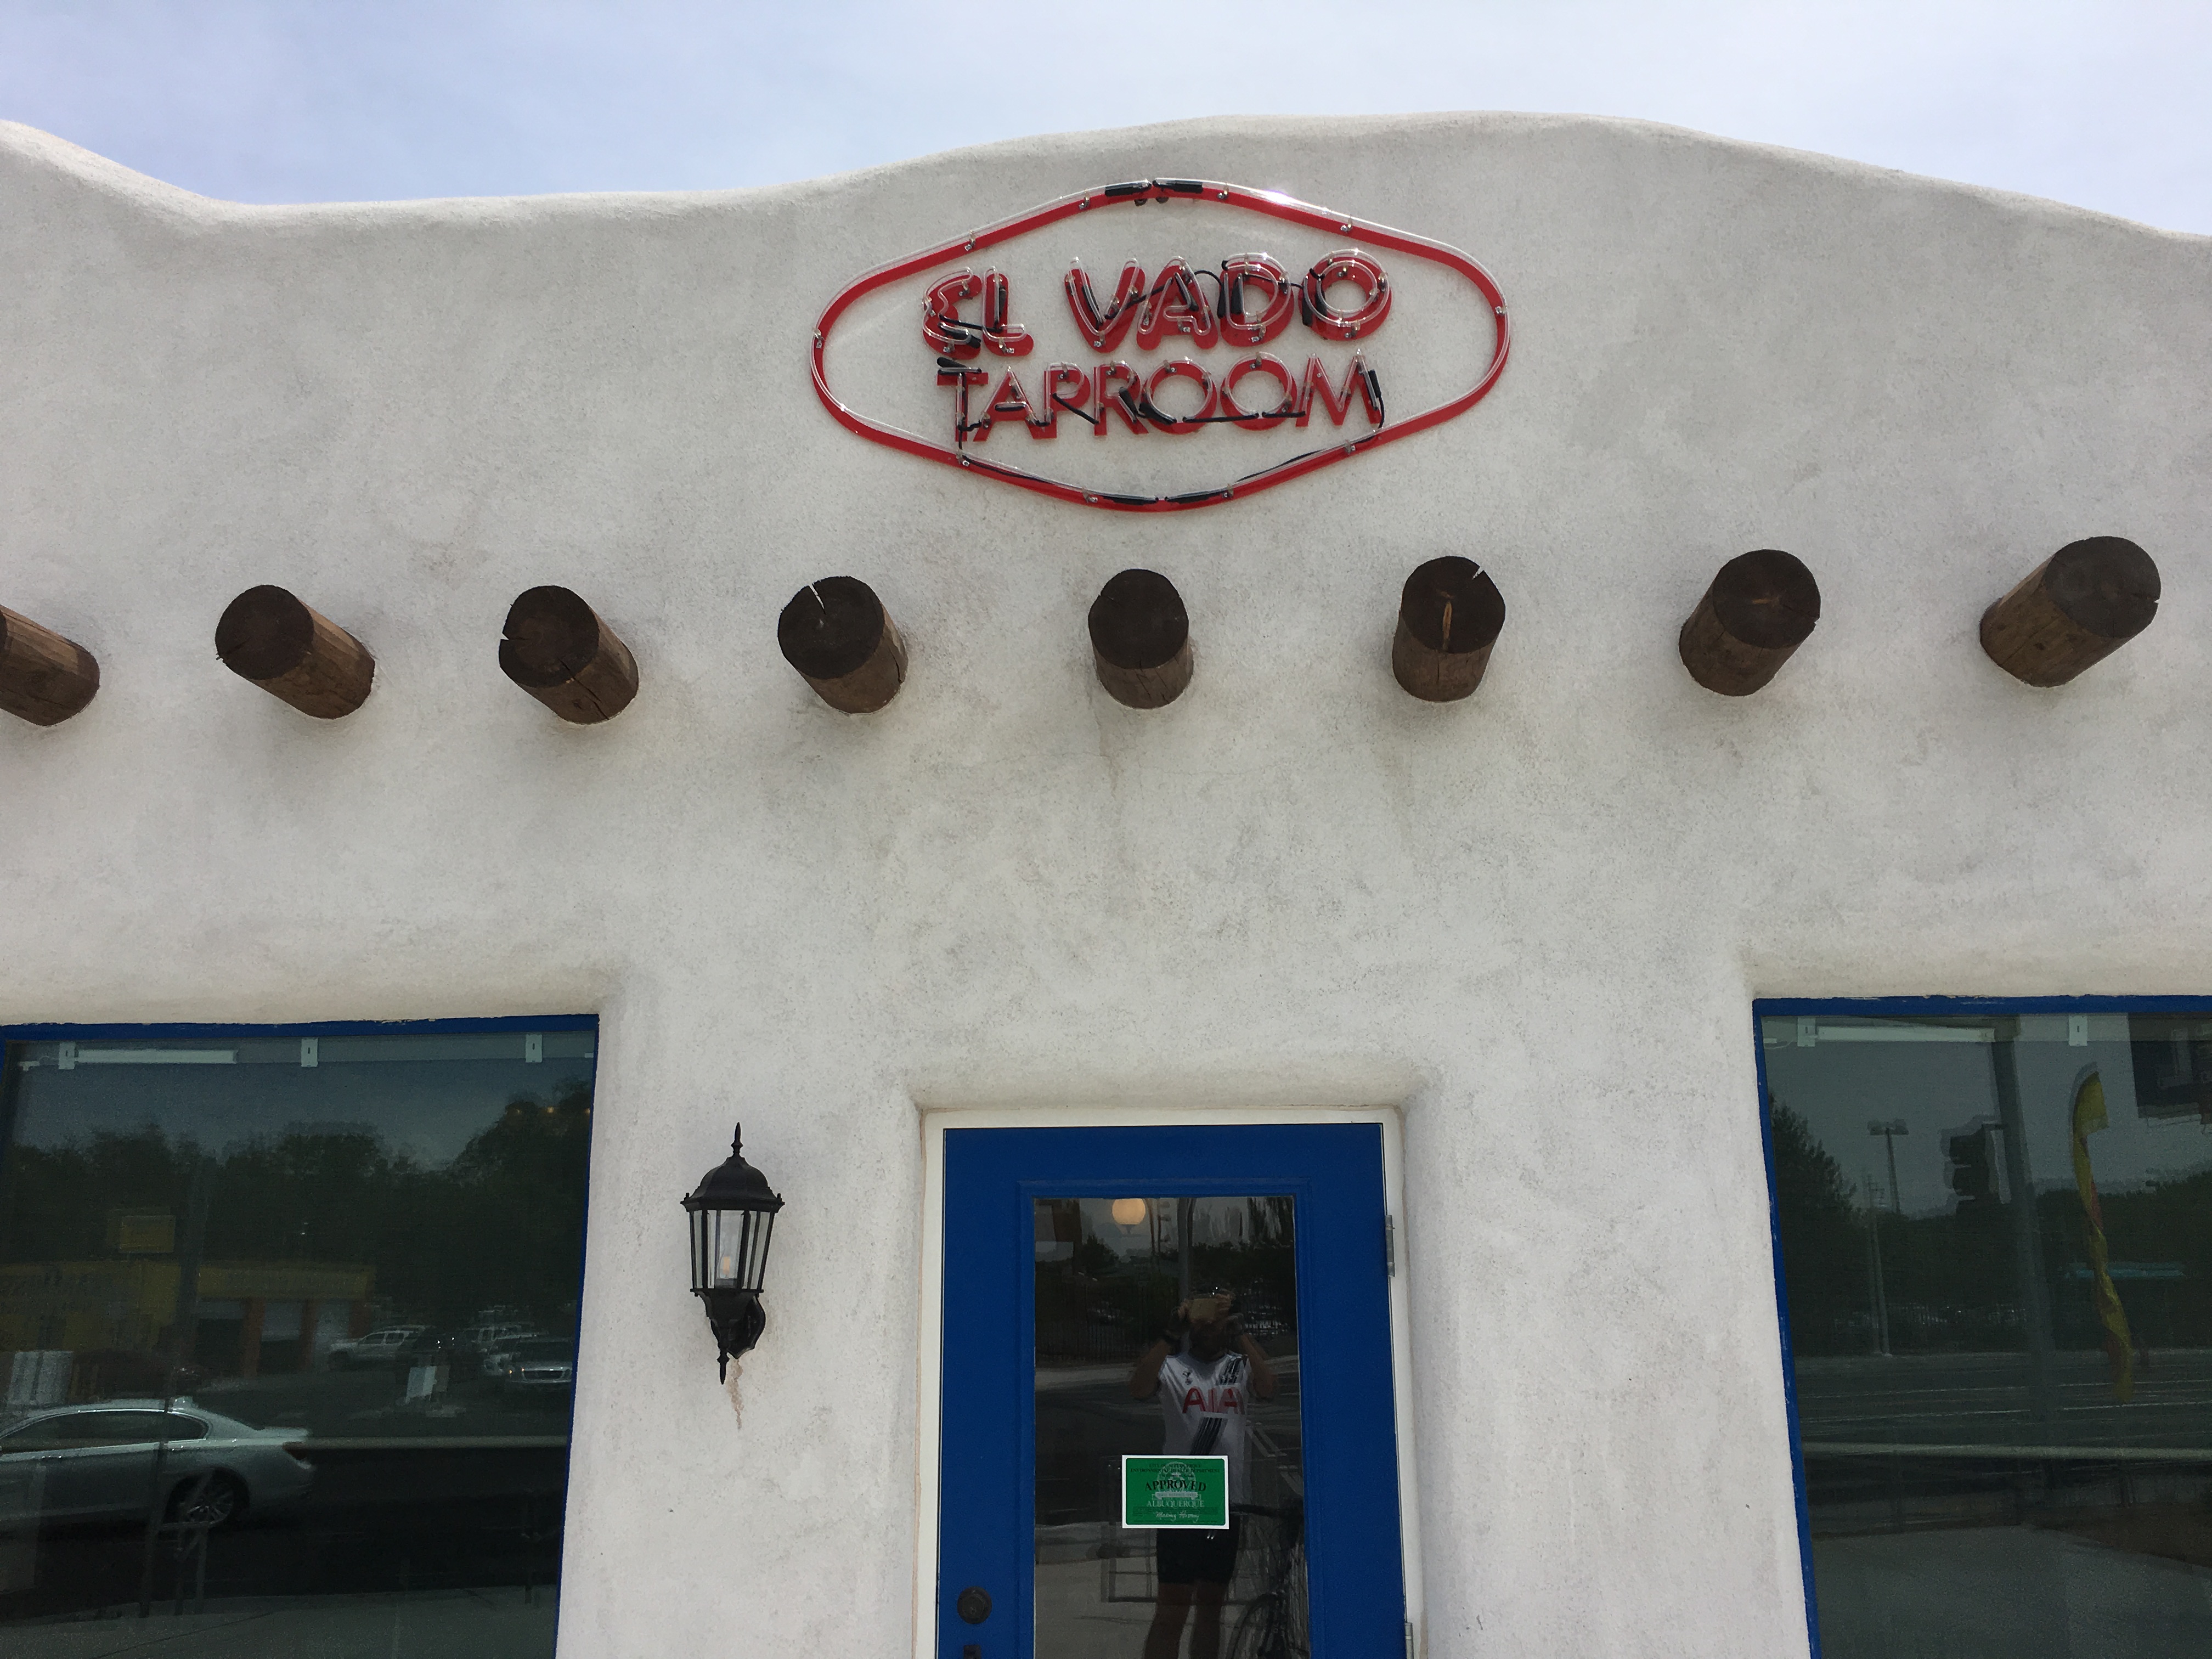 EL VADO
TAPROOM
AIA
APPROVED
ALBUQUERQUE